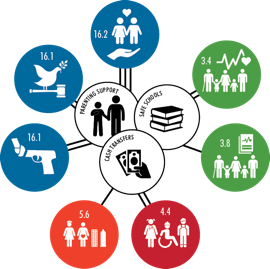 16.2
16.1
3.4
PARENTING SUPPORT
SAFE SCHOOLS
16.1
3.8
CASH TRANSFERS
5.6
4.4